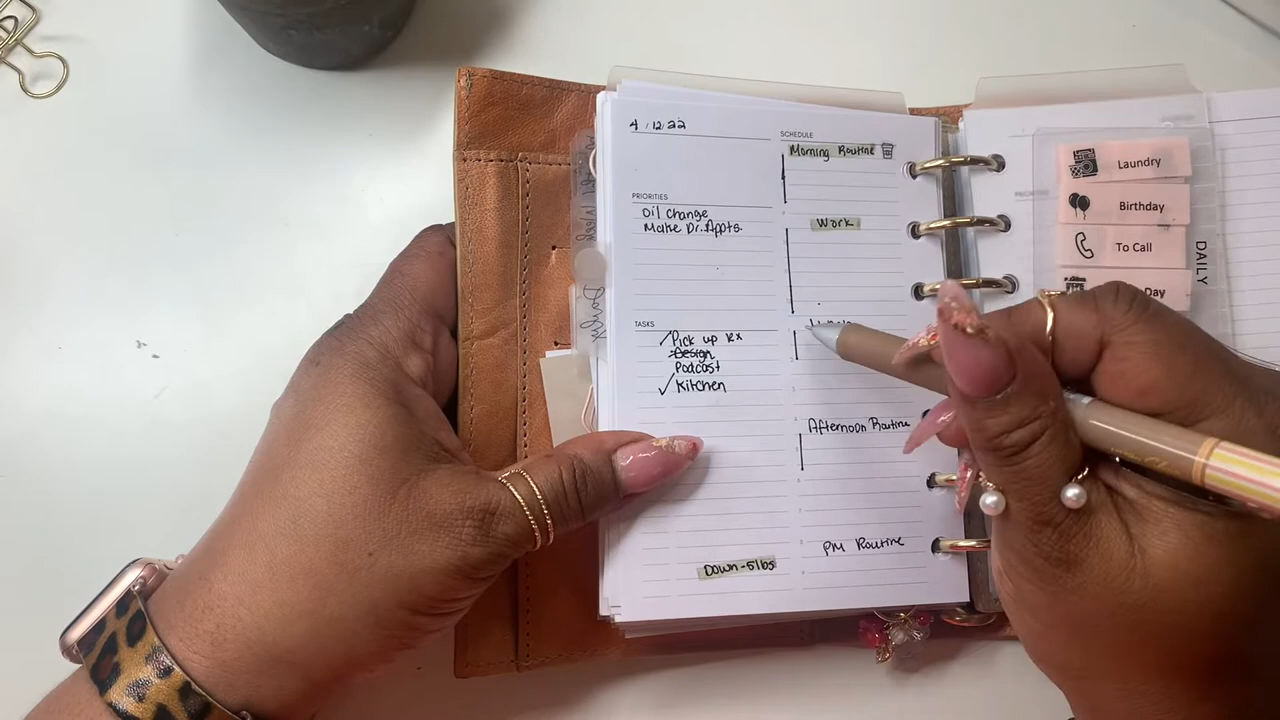 4 / 12 / 22
PRIORITIES
Oil Change
Make Dr. Appts.
TASKS
Pick up Rx
Design
Podcast
Kitchen
Down -5lbs
SCHEDULE
Morning Routine
Work
Afternoon Routine
PM Routine
Laundry
Birthday
To Call
Day
DAILY